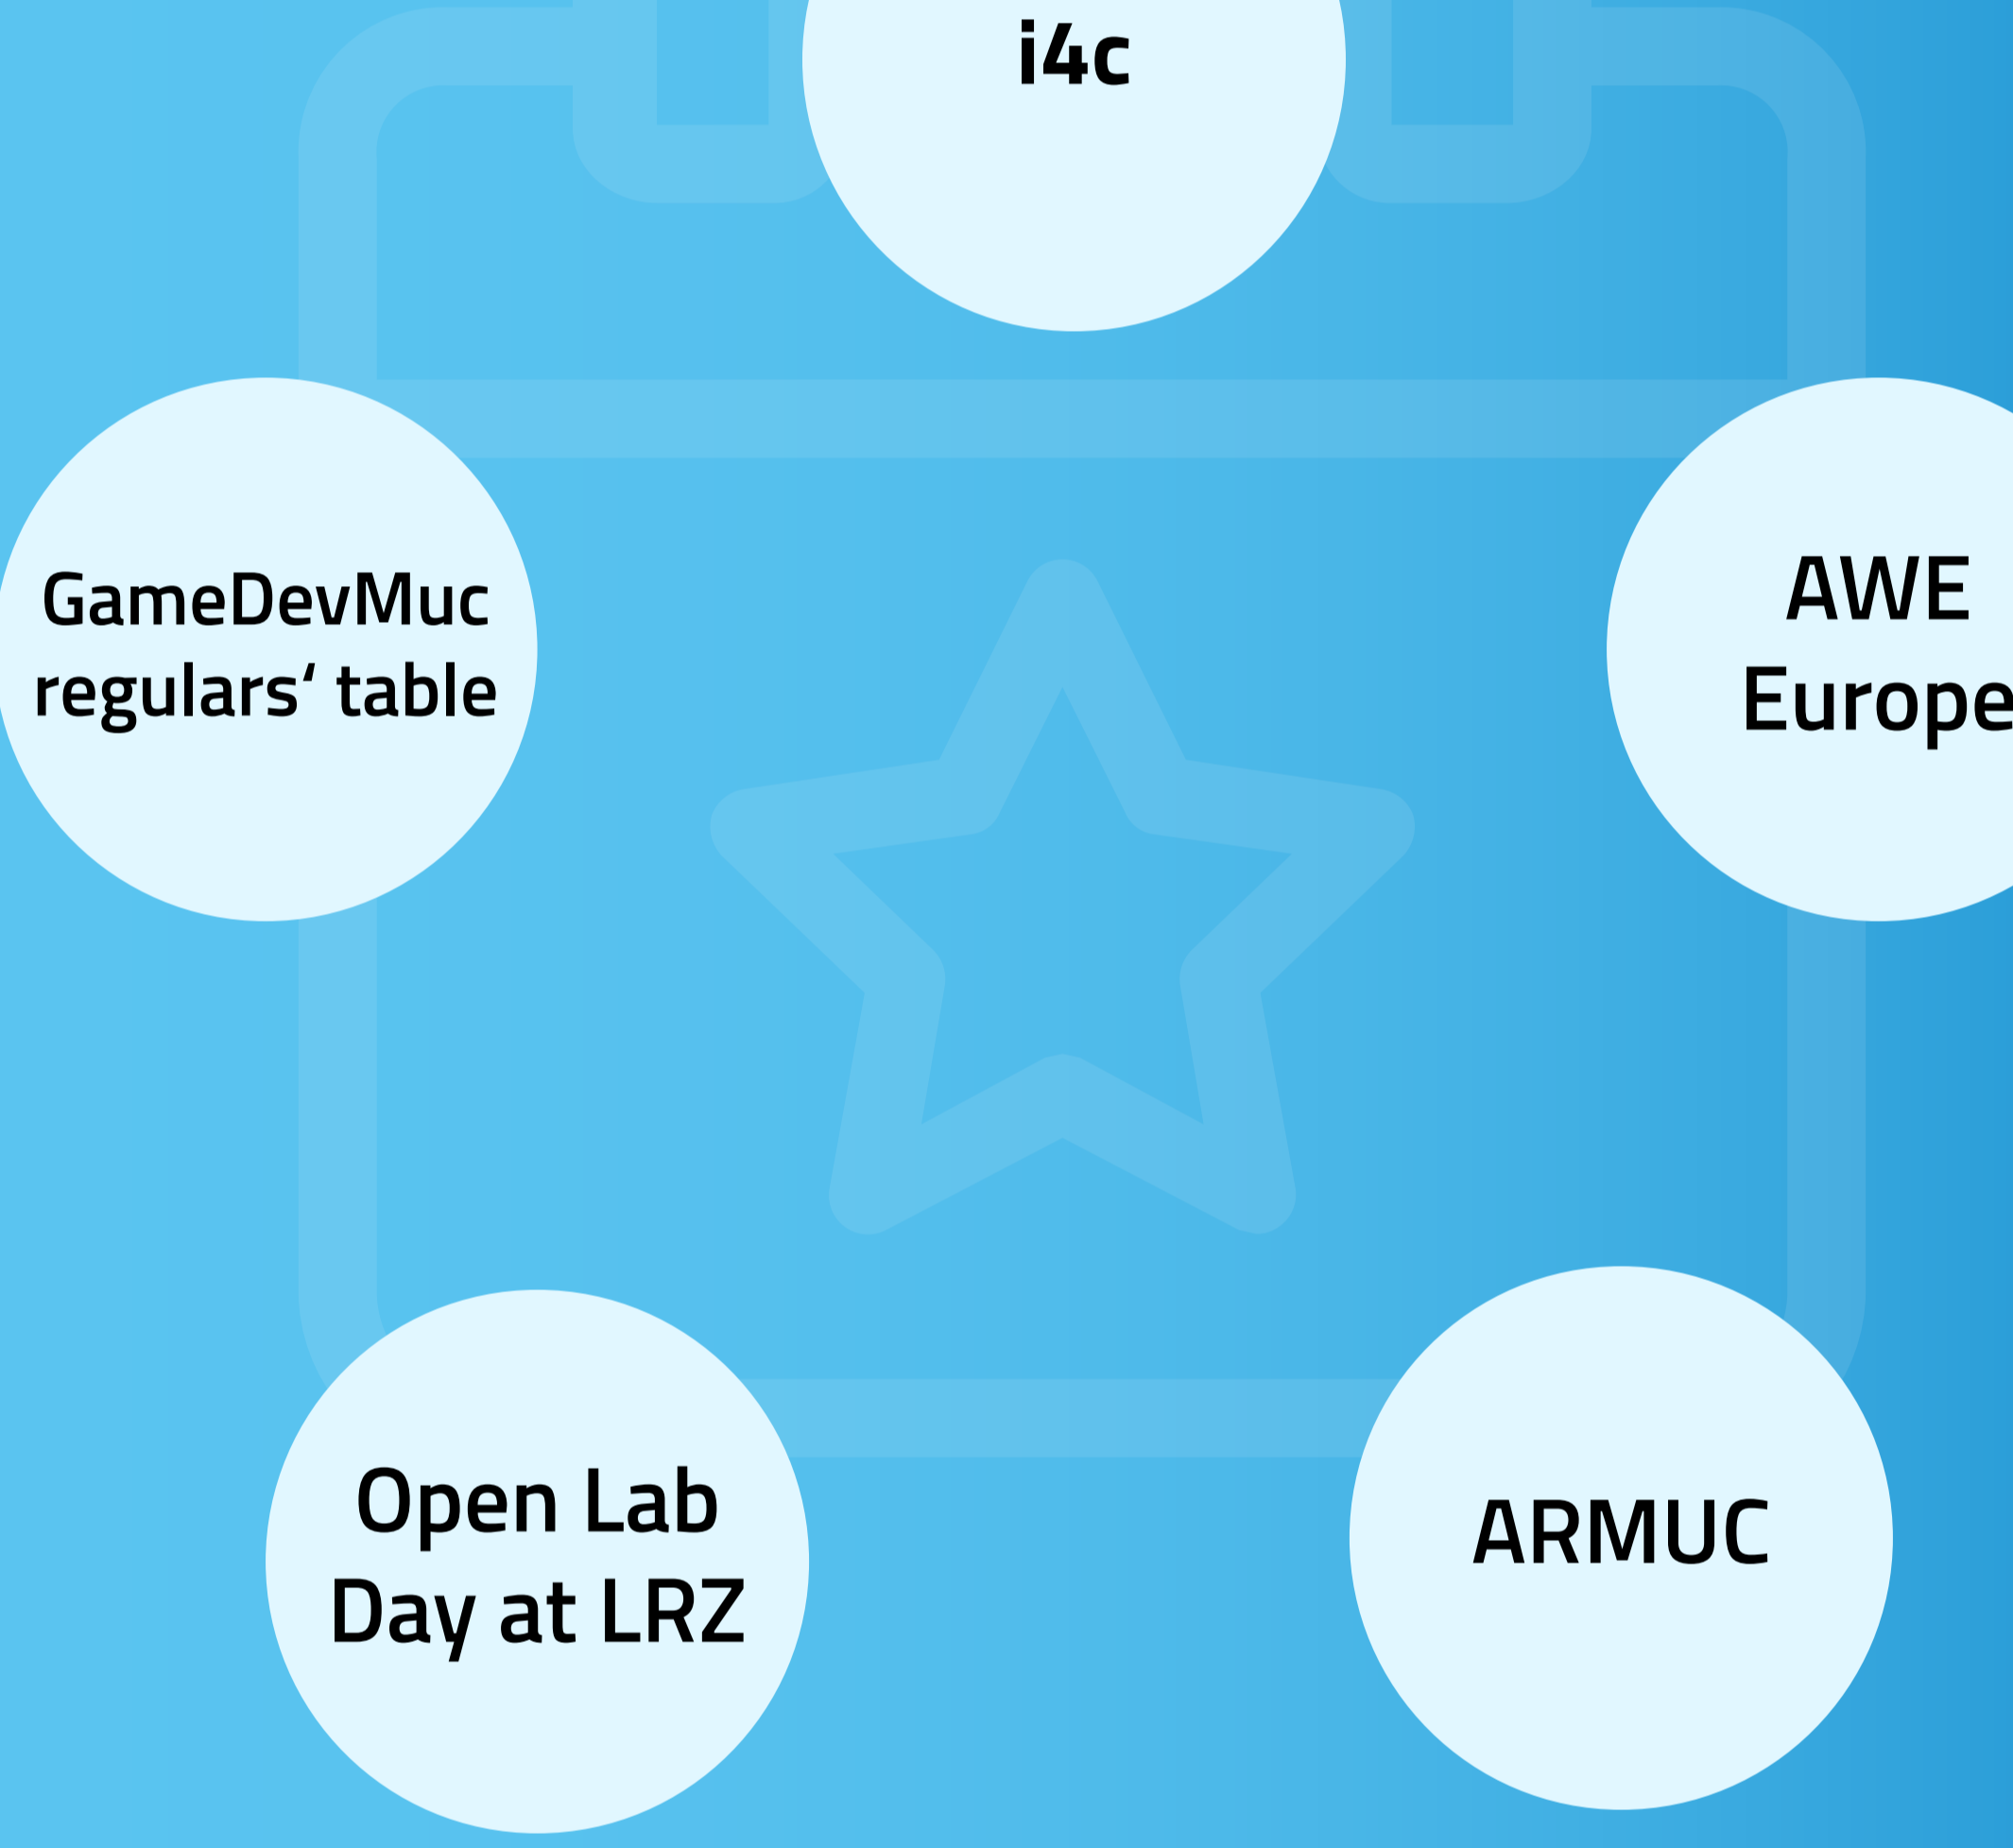 i4c
GameDevMuc
regulars‘ table
AWE
Europe
Open Lab
Day at LRZ
ARMUC